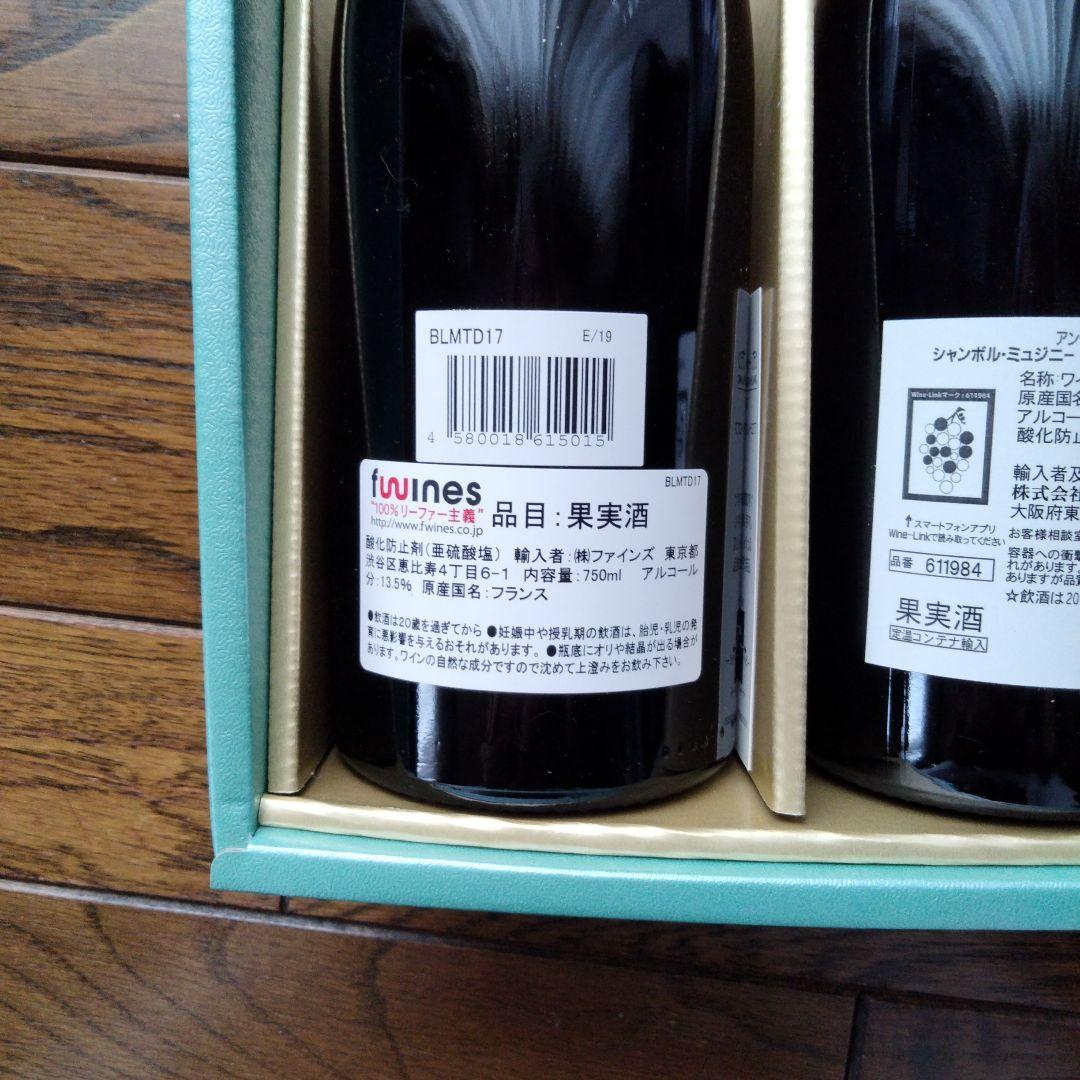 BLMTD17 E/19
4 580018 615015
fwines
BLMTD17
"100%リーファー主義"
http://www.fwines.co.jp
品目:果実酒
酸化防止剤(亜硫酸塩) 輸入者:㈱ファインズ 東京都
渋谷区恵比寿4丁目6-1 内容量:750ml アルコール
分:13.5% 原産国名:フランス
●飲酒は20歳を過ぎてから ●妊娠中や授乳期の飲酒は、胎児・乳児の発
育に悪影響を与えるおそれがあります。 ●瓶底にオリや結晶が出る場合が
あります。ワインの自然な成分ですので沈めて上澄みをお飲み下さい。
アン
シャンボル・ミュジニー
Wine-Linkマーク:611984
名称:ワイ
原産国名
アルコー
酸化防止
輸入者及
株式会社
大阪府東
↑スマートフォンアプリ
Wine-Linkで読み取ってください
お客様相談室
品番 611984
容器への衝撃
れがあります。
ありますが品質
☆飲酒は20
果実酒
定温コンテナ輸入